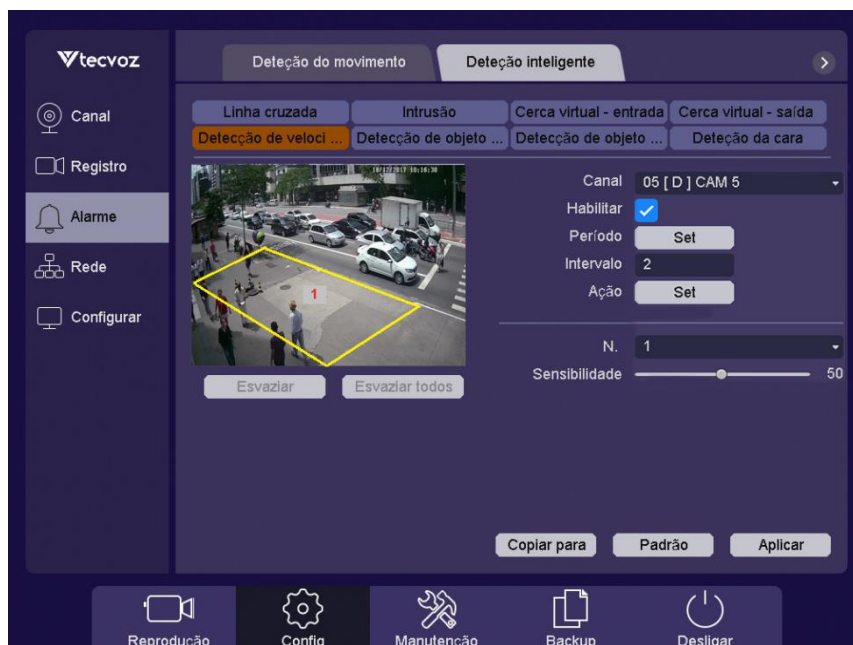 tecvoz
Deteção do movimento
Deteção inteligente
Canal
Registro
Alarme
Rede
Configurar
Linha cruzada
Intrusão
Cerca virtual - entrada
Cerca virtual - saída
Detecção de veloci ...
Detecção de objeto ...
Detecção de objeto ...
Deteção da cara
Canal 05 [ D ] CAM 5
Habilitar
Período Set
Intervalo 2
Ação Set
N. 1
Sensibilidade 50
1
Esvaziar
Esvaziar todos
Copiar para
Padrão
Aplicar
Reprodução
Config
Manutenção
Backup
Desligar